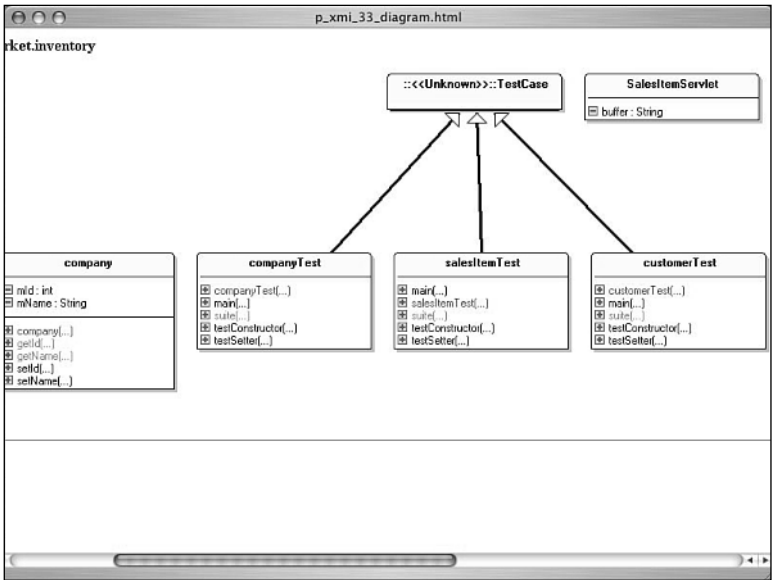 p_xmi_33_diagram.html
rket.inventory
::<<Unknown>>::TestCase
SalesItemServlet
buffer : String
company
mId : int
mName : String
company(...)
getId(...)
getName(...)
setId(...)
setName(...)
companyTest
companyTest(...)
main(...)
suite(...)
testConstructor(...)
testSetter(...)
salesItemTest
main(...)
salesItemTest(...)
suite(...)
testConstructor(...)
testSetter(...)
customerTest
customerTest(...)
main(...)
suite(...)
testConstructor(...)
testSetter(...)